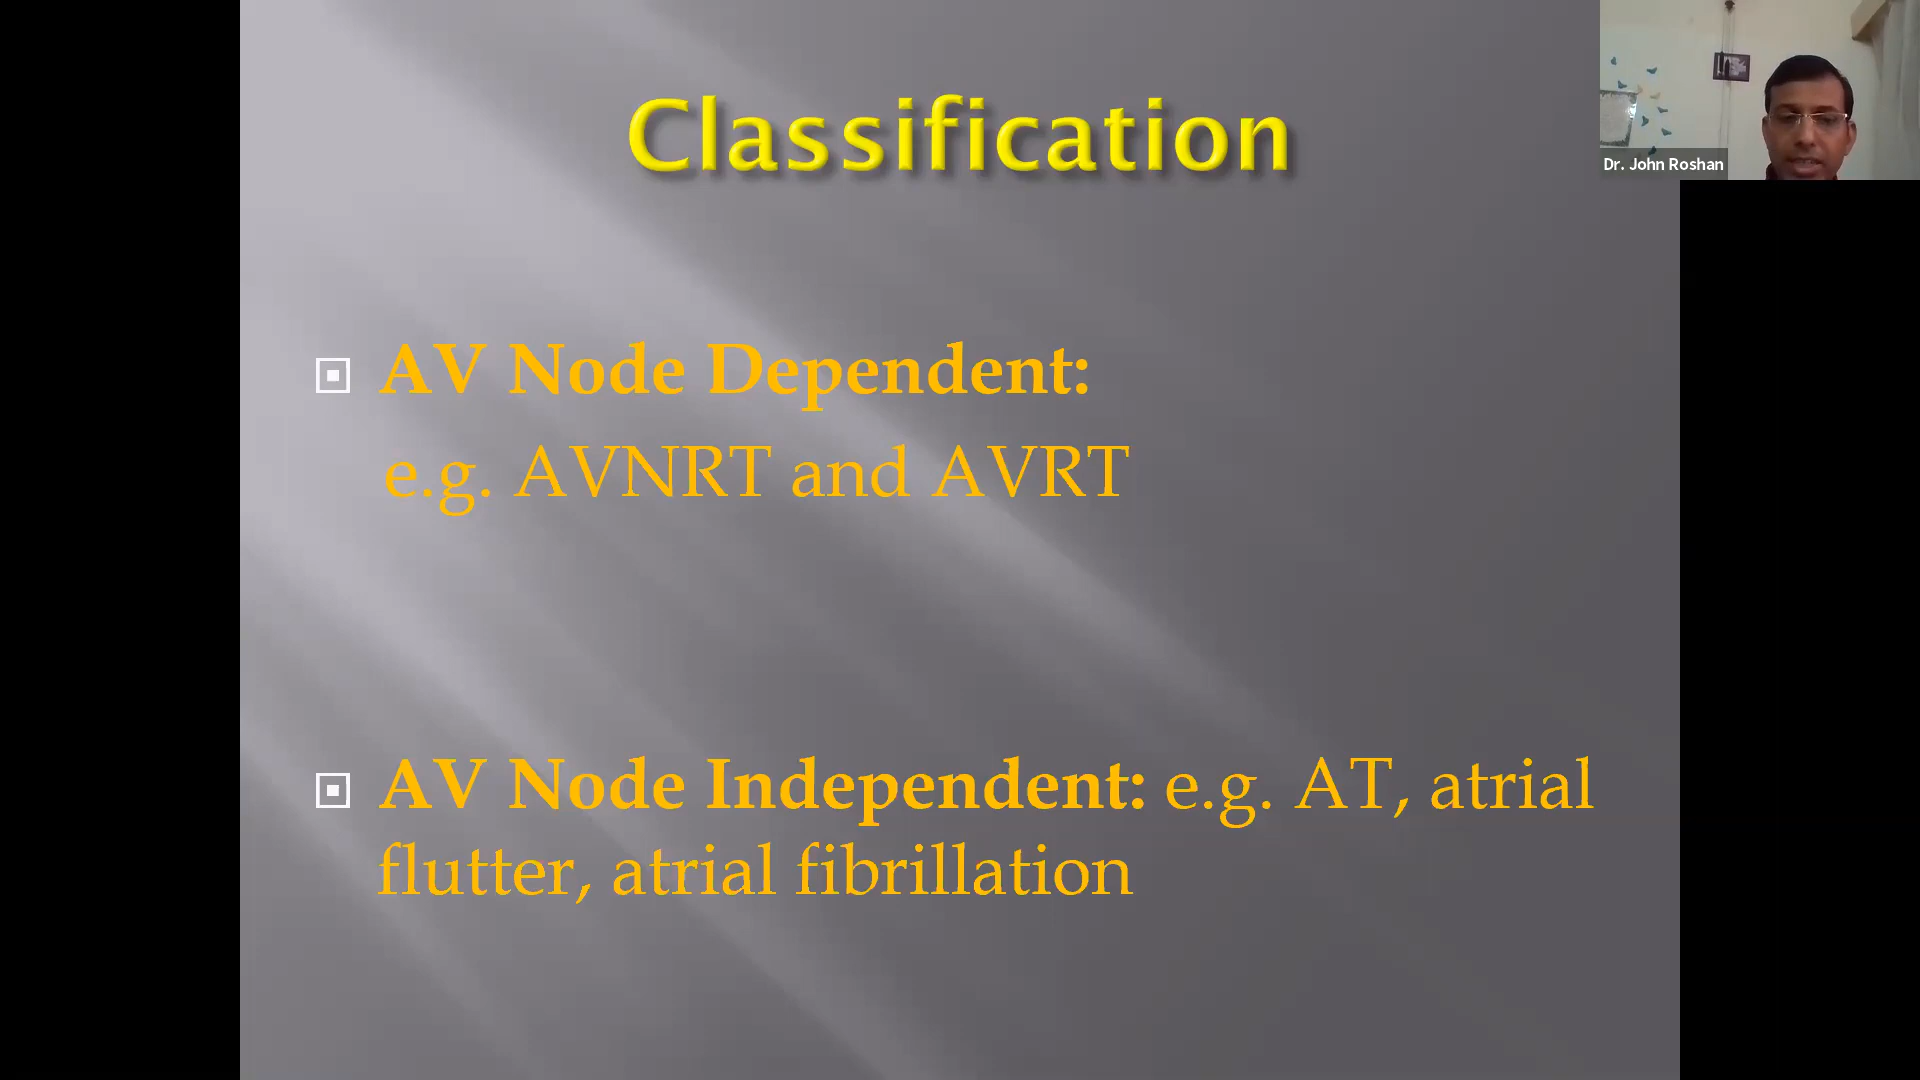 Classification
Dr. John Roshan
AV Node Dependent:
e.g. AVNRT and AVRT
AV Node Independent: e.g. AT, atrial
flutter, atrial fibrillation